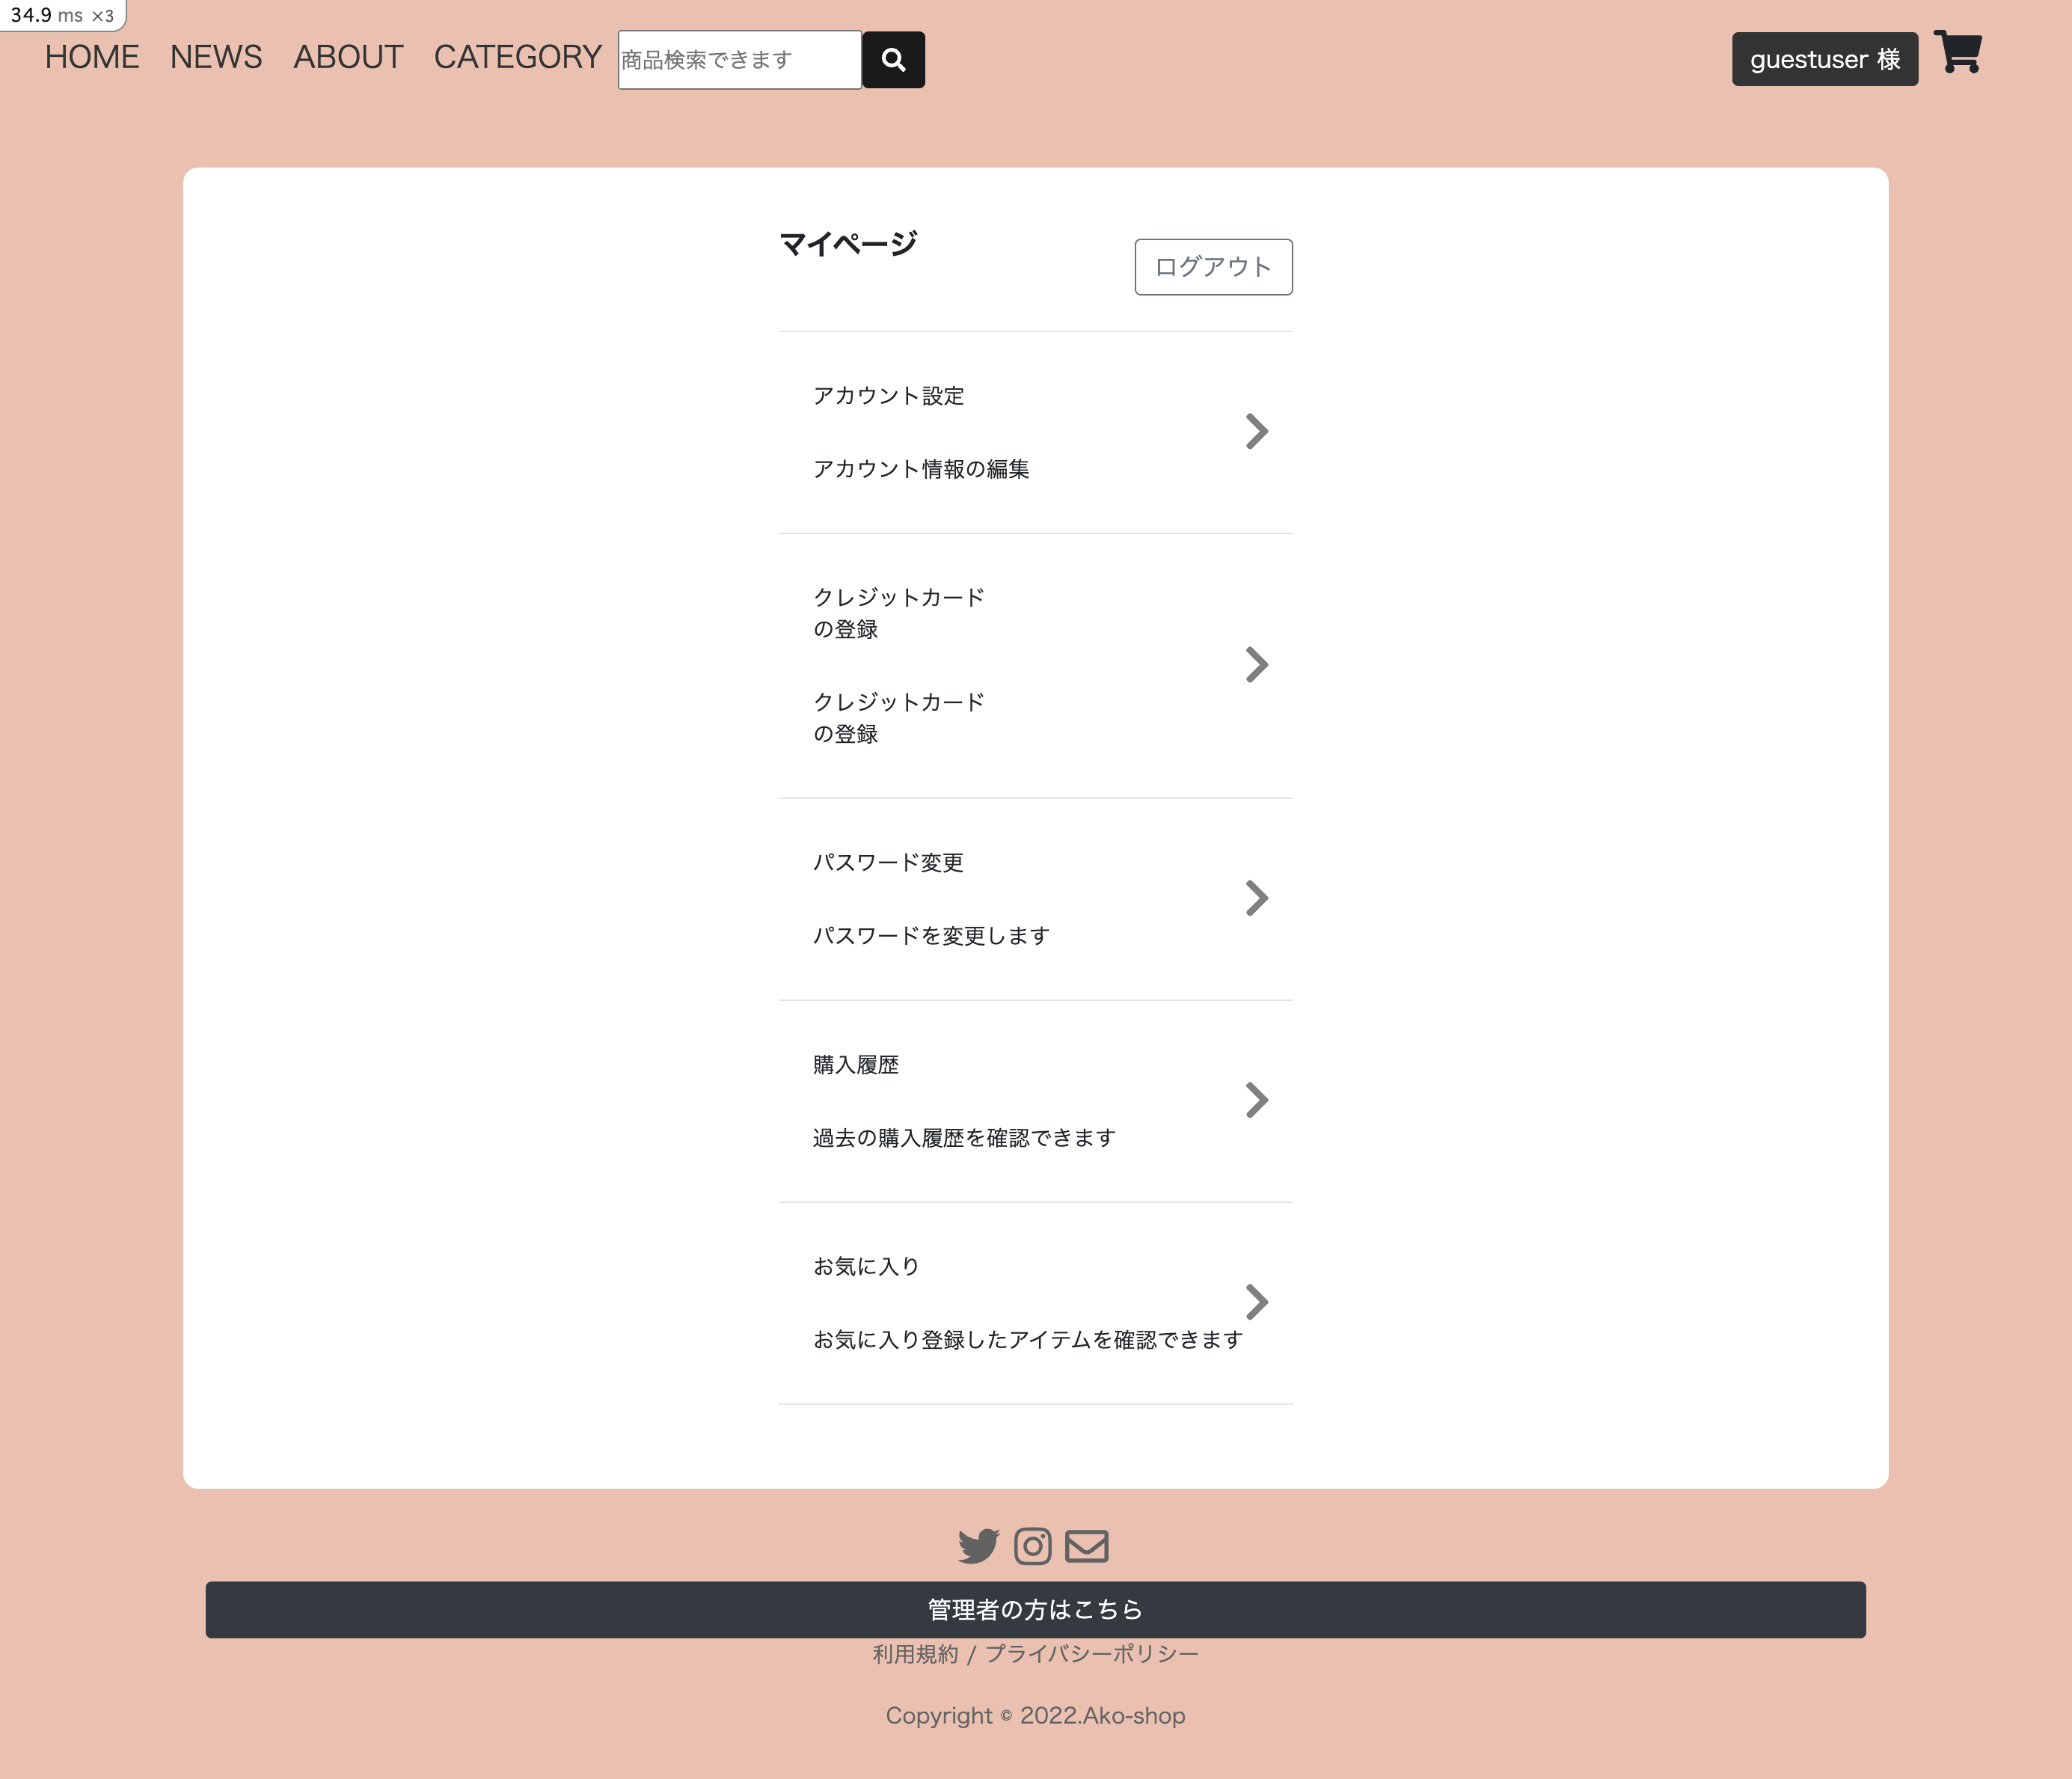 34.9 ms ×3
HOME NEWS ABOUT CATEGORY 商品検索できます guestuser 様
マイページ
ログアウト
アカウント設定
アカウント情報の編集
クレジットカード
の登録
クレジットカード
の登録
パスワード変更
パスワードを変更します
購入履歴
過去の購入履歴を確認できます
お気に入り
お気に入り登録したアイテムを確認できます
管理者の方はこちら
利用規約 / プライバシーポリシー
Copyright © 2022.Ako-shop